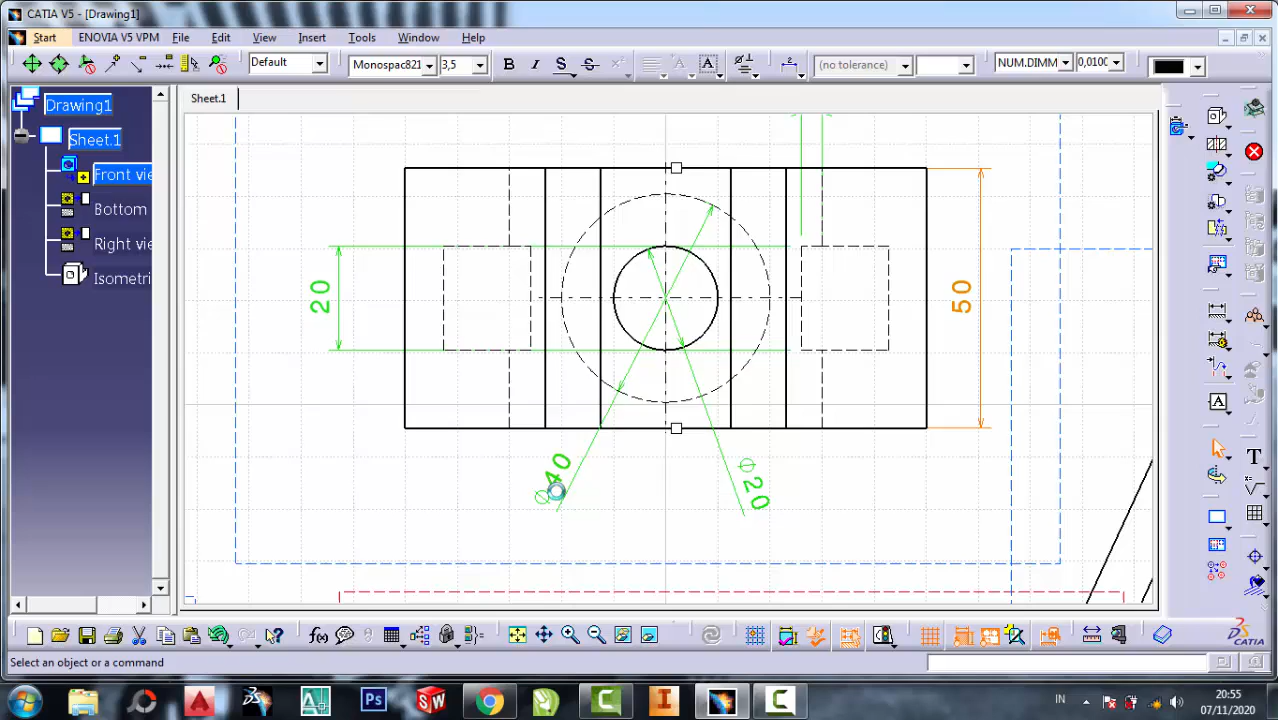 CATIA V5 - [Drawing1]
Start ENOVIA V5 VPM File Edit View Insert Tools Window Help
Default Monospac821 3,5 B I S S (no tolerance) NUM.DIMM 0,0100
Drawing1
Sheet.1
Front vie
Bottom
Right vie
Isometri
Sheet.1
20
50
⌀40
⌀20
Select an object or a command
CATIA
IN
20:55
07/11/2020